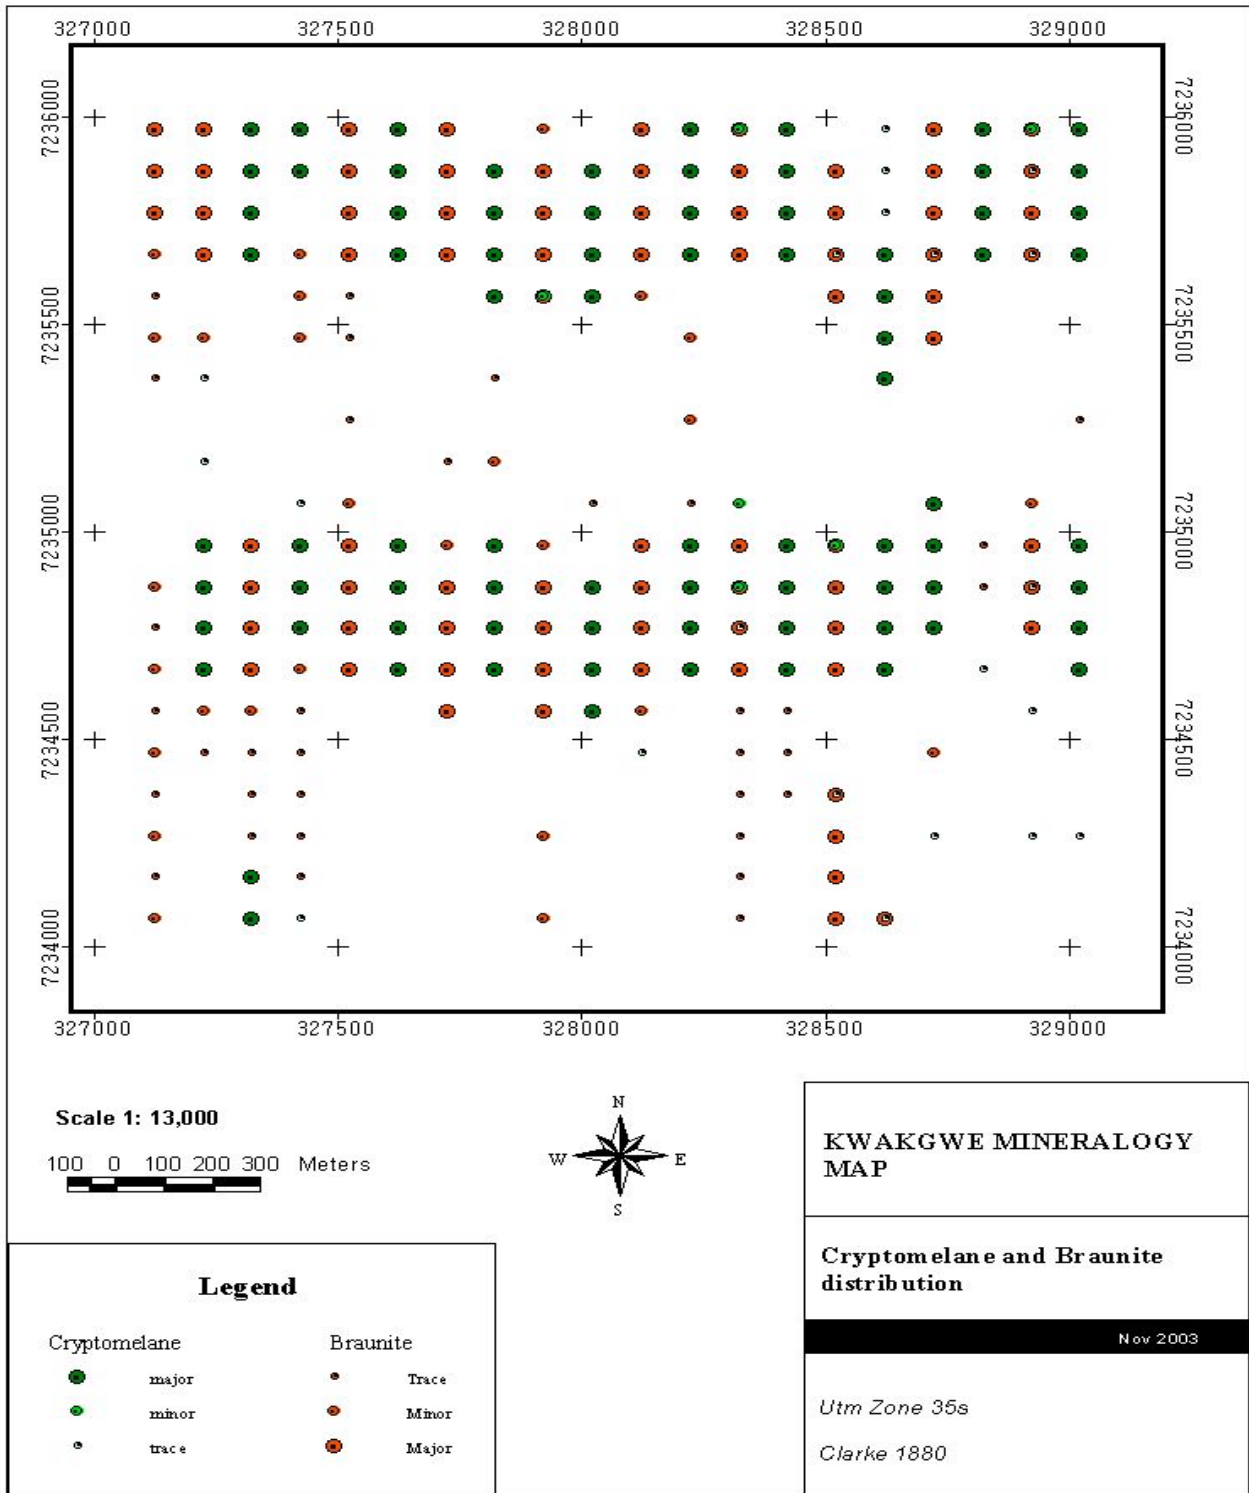 327000 327500 328000 328500 329000
7236000 7236000
7235500 7235500
7235000 7235000
7234500 7234500
7234000 7234000
327000 327500 328000 328500 329000
Scale 1: 13,000
100 0 100 200 300 Meters
N
W E
S
KWAKGWE MINERALOGY
MAP
Cryptomelane and Braunite
distribution
Nov 2003
Utm Zone 35s
Clarke 1880
Legend
Cryptomelane Braunite
major Trace
minor Minor
trace Major